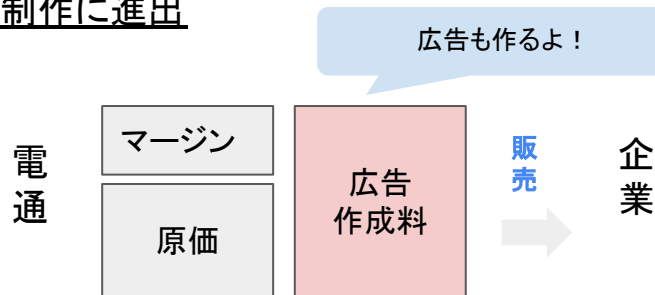 制作に進出
広告も作るよ！
電通
マージン
原価
広告
作成料
販売
企業